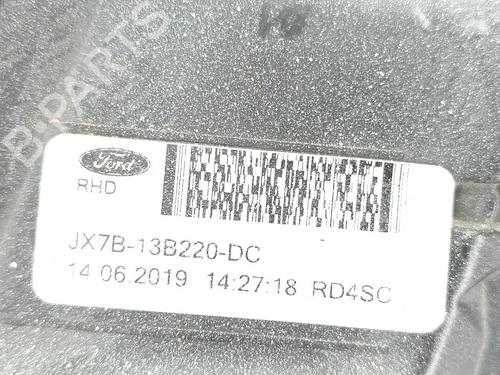 B-PARTS
Ford
RHD
JX7B-13B220-DC
14.06.2019 14:27:18 RD4SC